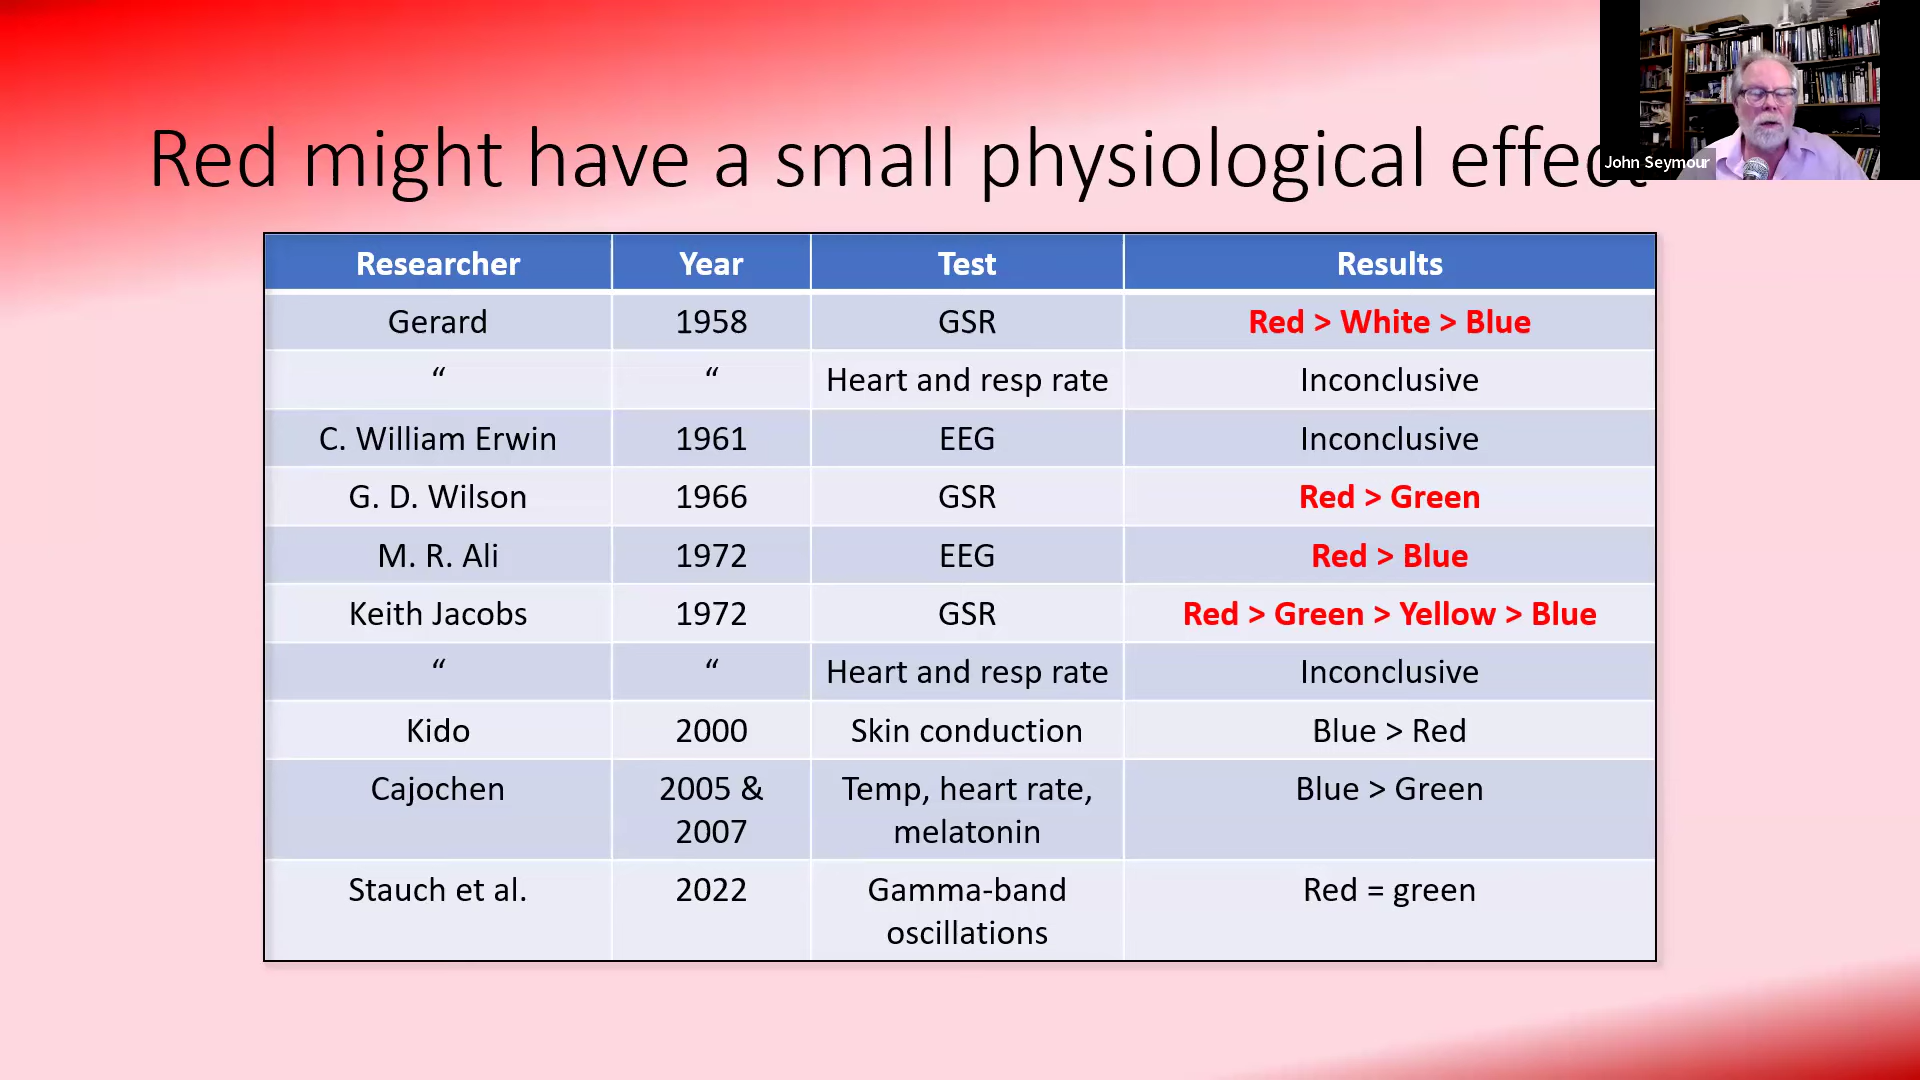 Red might have a small physiological effect
John Seymour
Researcher Year Test Results
Gerard 1958 GSR Red > White > Blue
“ “ Heart and resp rate Inconclusive
C. William Erwin 1961 EEG Inconclusive
G. D. Wilson 1966 GSR Red > Green
M. R. Ali 1972 EEG Red > Blue
Keith Jacobs 1972 GSR Red > Green > Yellow > Blue
“ “ Heart and resp rate Inconclusive
Kido 2000 Skin conduction Blue > Red
Cajochen 2005 & Temp, heart rate, Blue > Green
2007 melatonin
Stauch et al. 2022 Gamma-band Red = green
oscillations